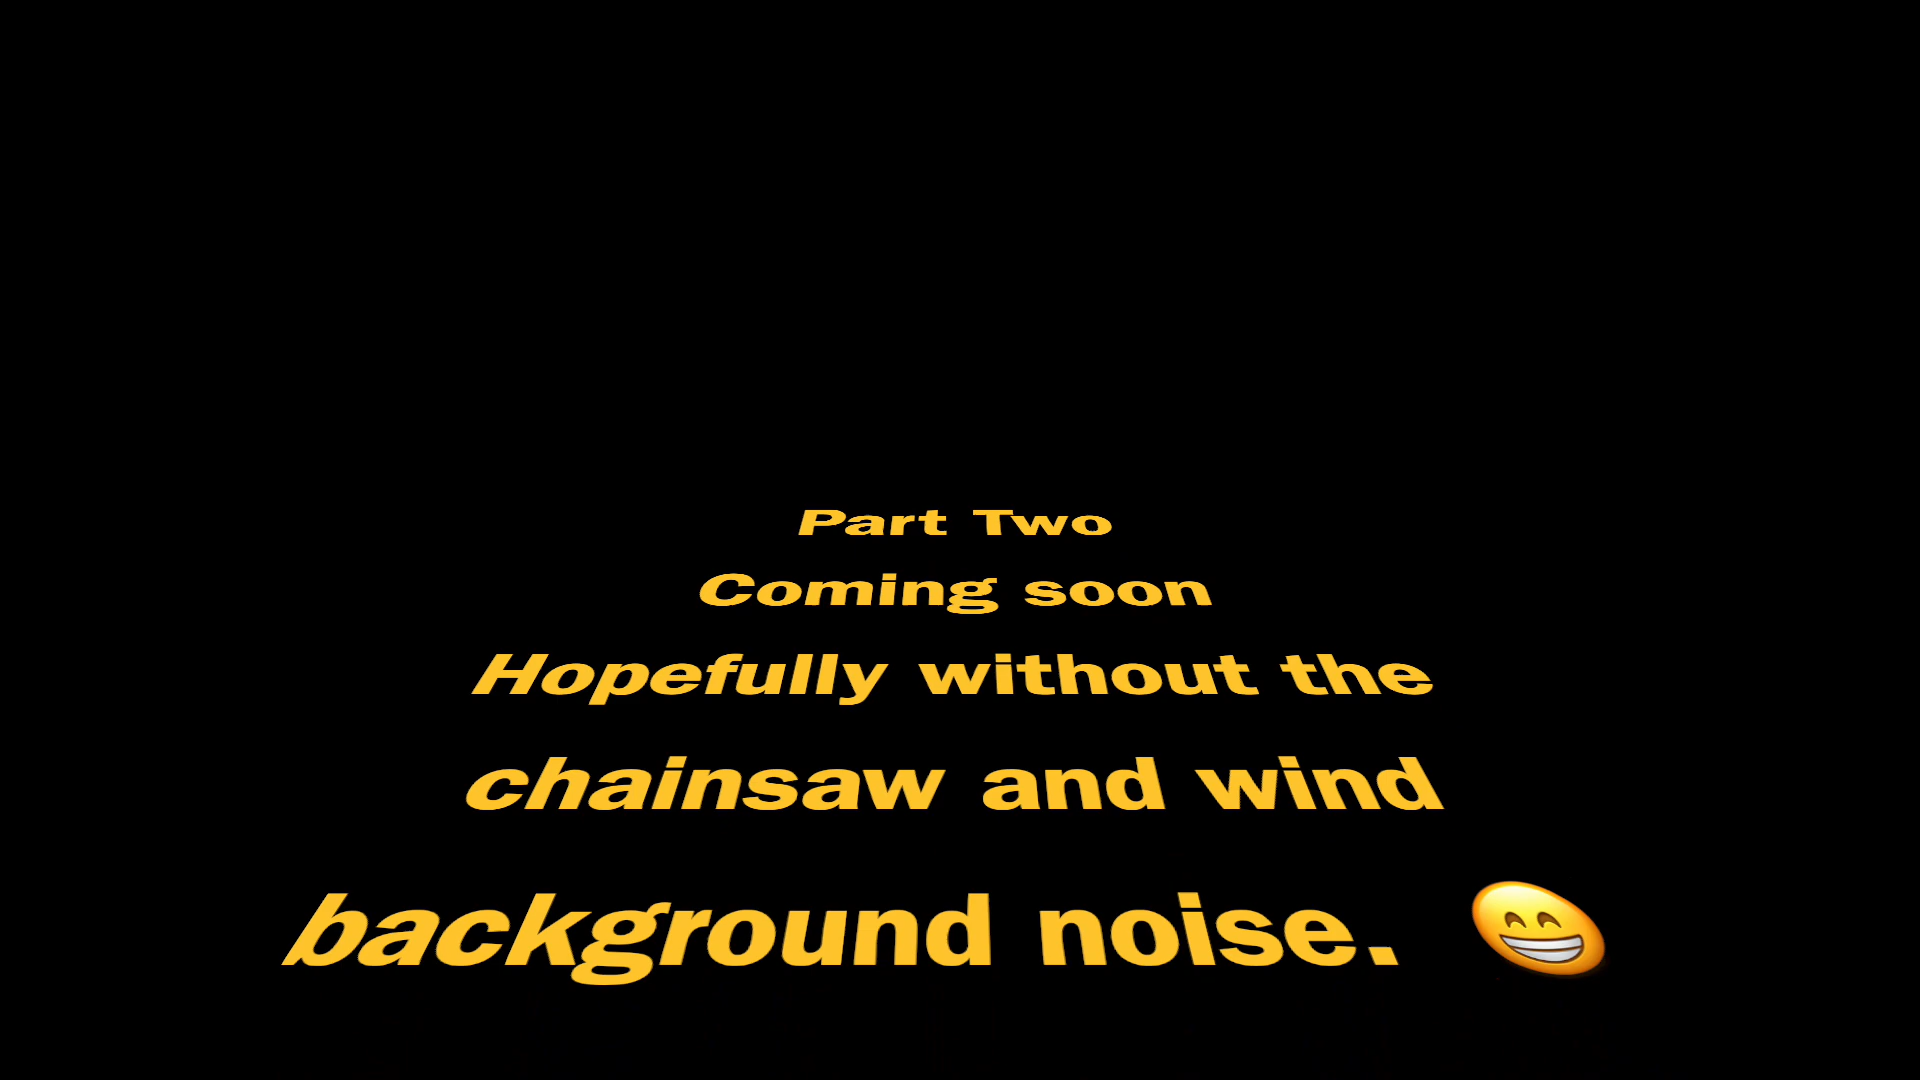 Part Two
Coming soon
Hopefully without the
chainsaw and wind
background noise. 😁